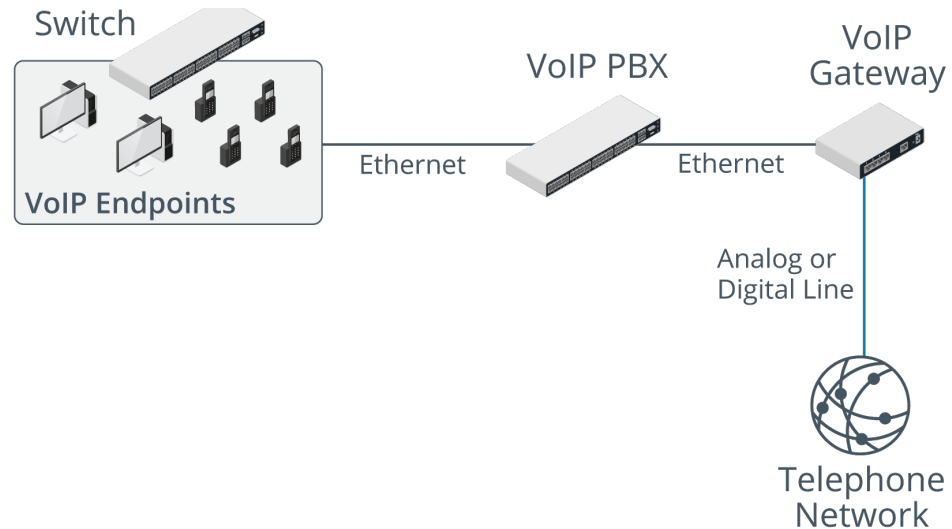 Switch
VoIP PBX
VoIP
Gateway
Ethernet
Ethernet
VoIP Endpoints
Analog or
Digital Line
Telephone
Network